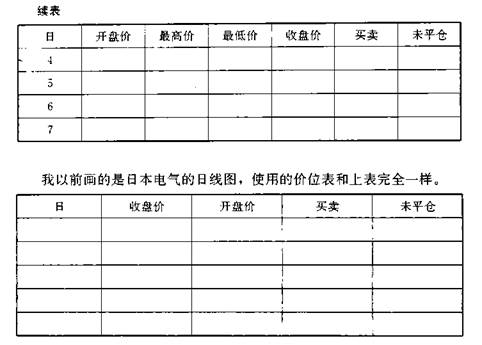 续表
日 开盘价 最高价 最低价 收盘价 买卖 未平仓
4
5
6
7
我以前画的是日本电气的日线图，使用的价位表和上表完全一样。
日 收盘价 开盘价 买卖 未平仓